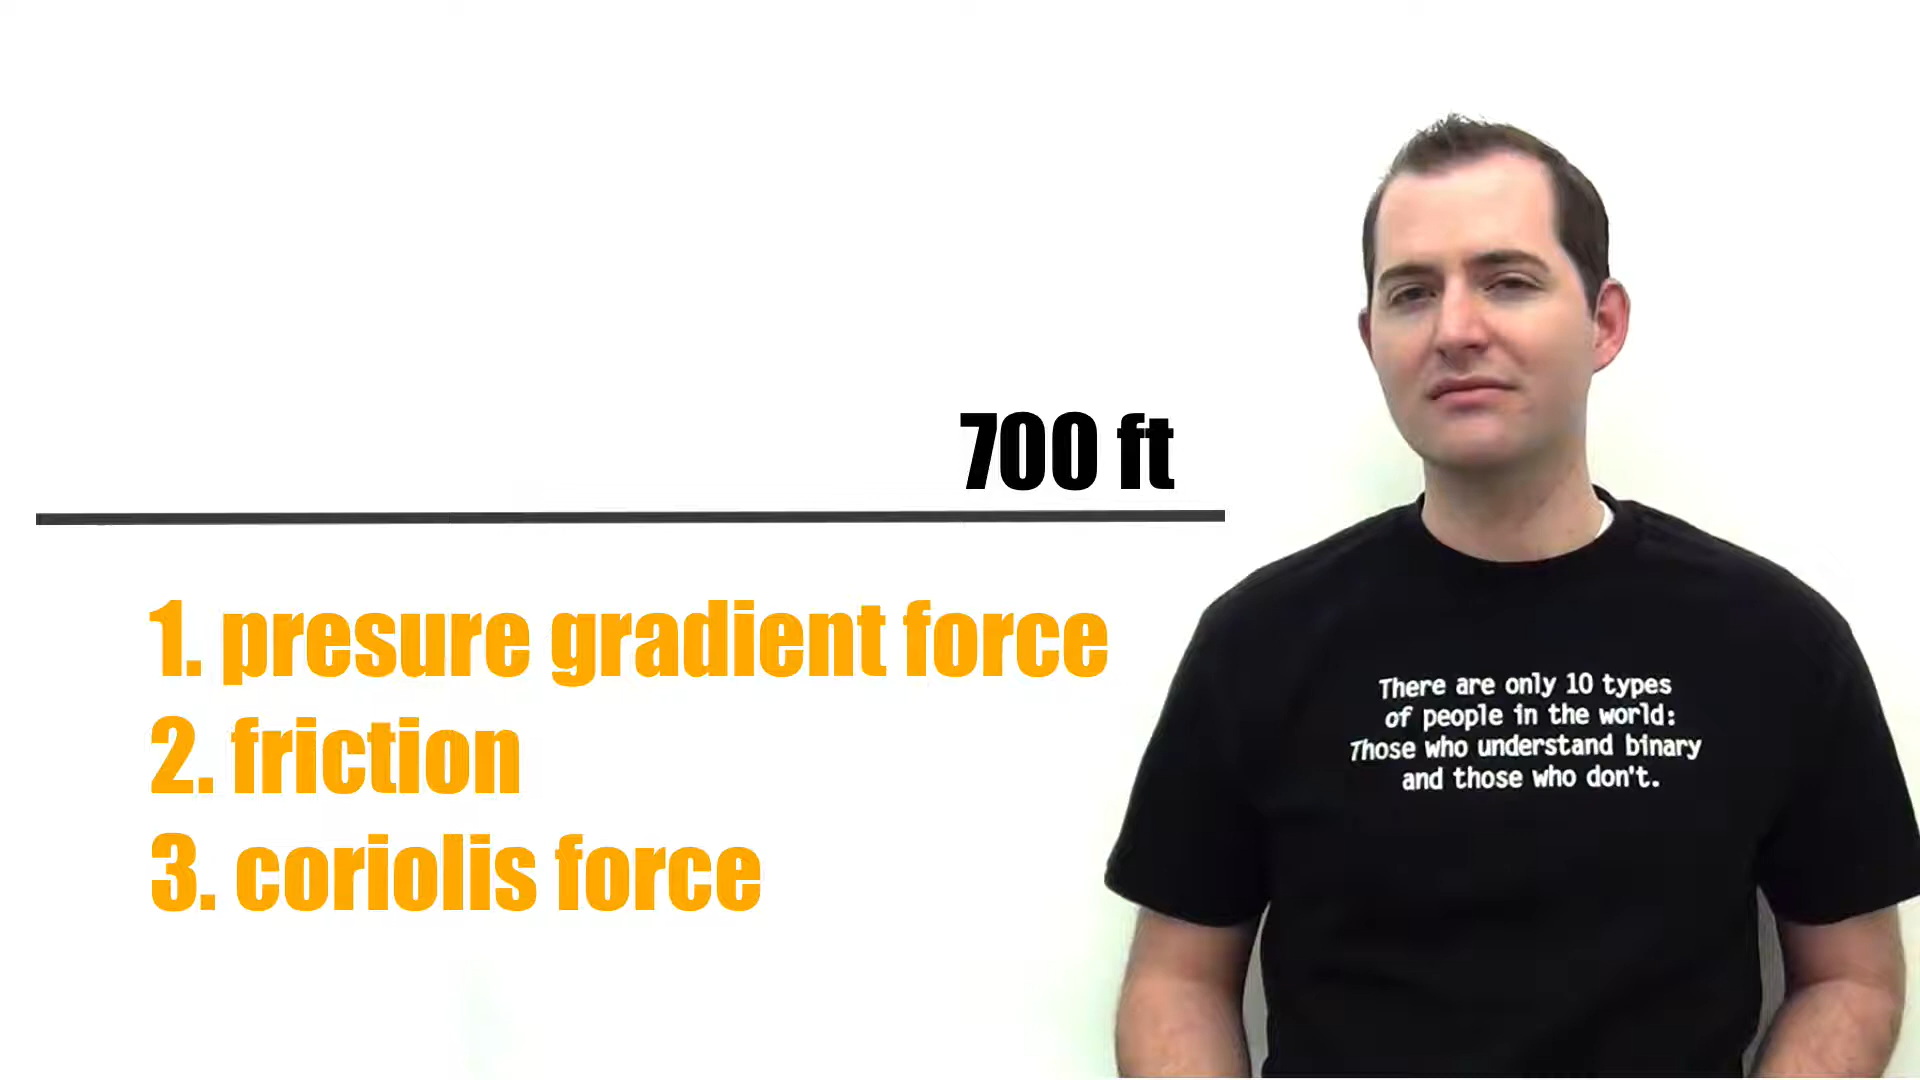 700 ft
1. presure gradient force
2. friction
3. coriolis force
There are only 10 types
of people in the world:
Those who understand binary
and those who don't.